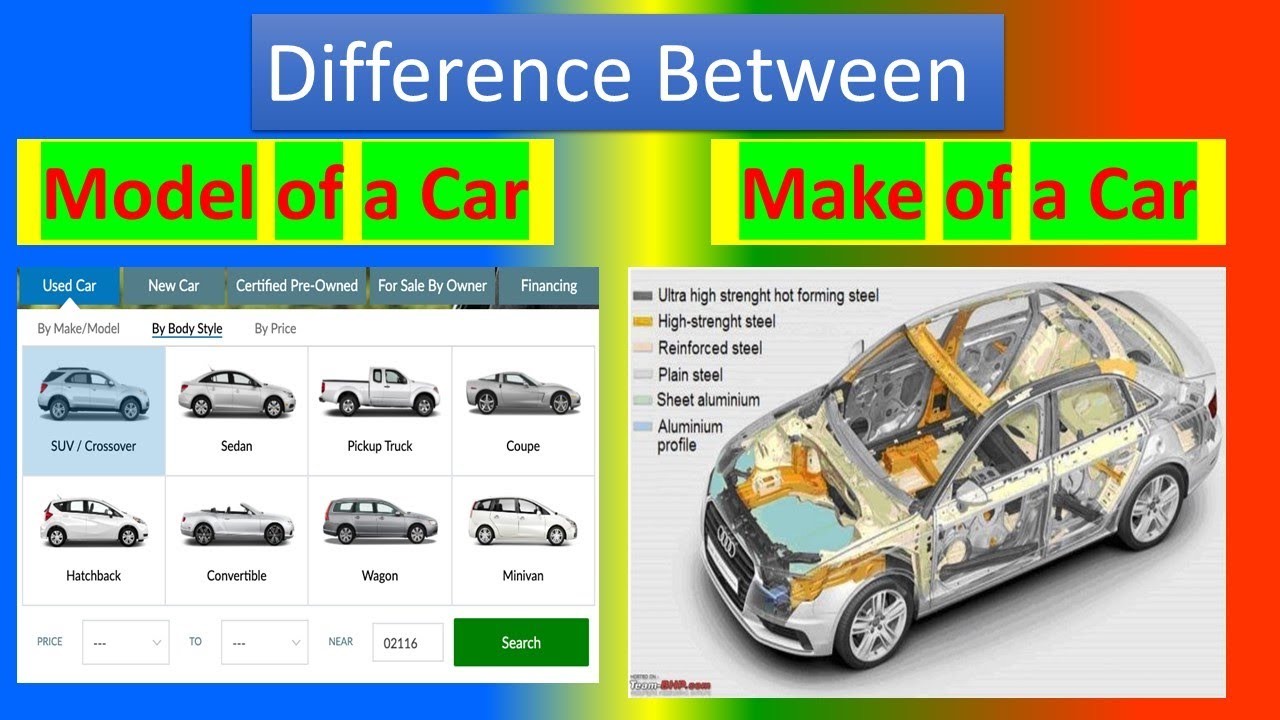 Difference Between
Model of a Car
Make of a Car
Used Car
New Car
Certified Pre-Owned
For Sale By Owner
Financing
By Make/Model
By Body Style
By Price
SUV / Crossover
Sedan
Pickup Truck
Coupe
Hatchback
Convertible
Wagon
Minivan
PRICE
---
TO
---
NEAR
02116
Search
Ultra high strenght hot forming steel
High-strenght steel
Reinforced steel
Plain steel
Sheet aluminium
Aluminium
profile
HOSTED ON
Team-BHP.com